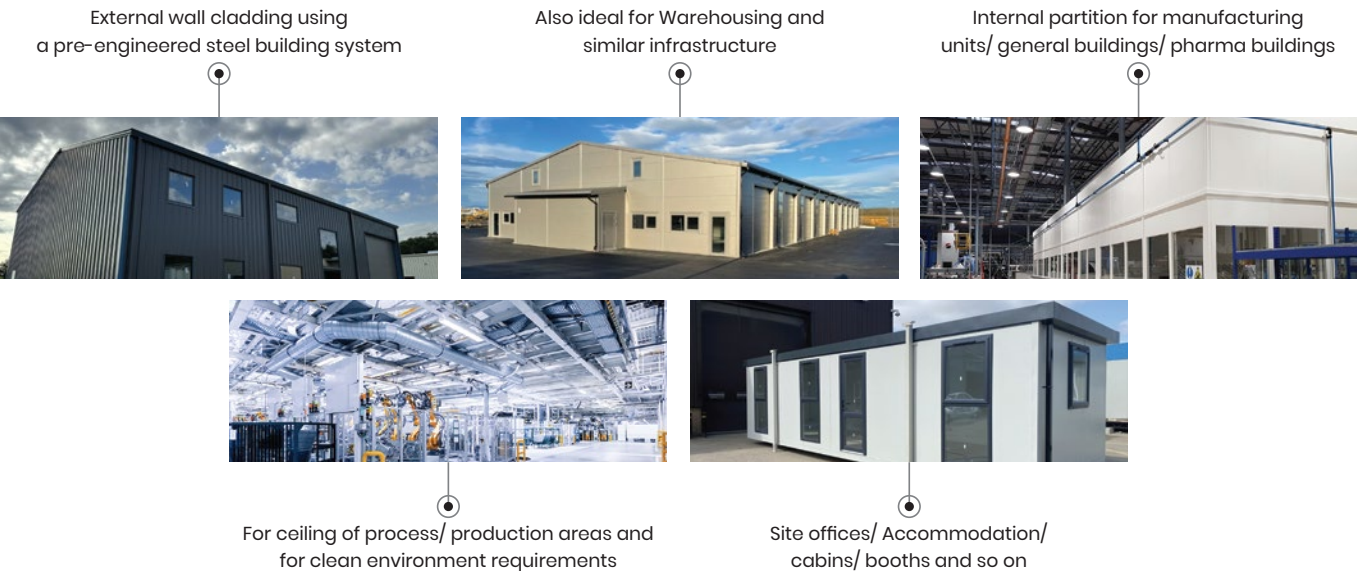 External wall cladding using
a pre-engineered steel building system
Also ideal for Warehousing and
similar infrastructure
Internal partition for manufacturing
units/ general buildings/ pharma buildings
For ceiling of process/ production areas and
for clean environment requirements
Site offices/ Accommodation/
cabins/ booths and so on